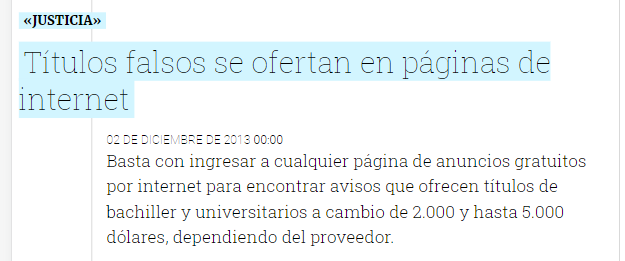 «JUSTICIA»
Títulos falsos se ofertan en páginas de
internet
02 DE DICIEMBRE DE 2013 00:00
Basta con ingresar a cualquier página de anuncios gratuitos
por internet para encontrar avisos que ofrecen títulos de
bachiller y universitarios a cambio de 2.000 y hasta 5.000
dólares, dependiendo del proveedor.